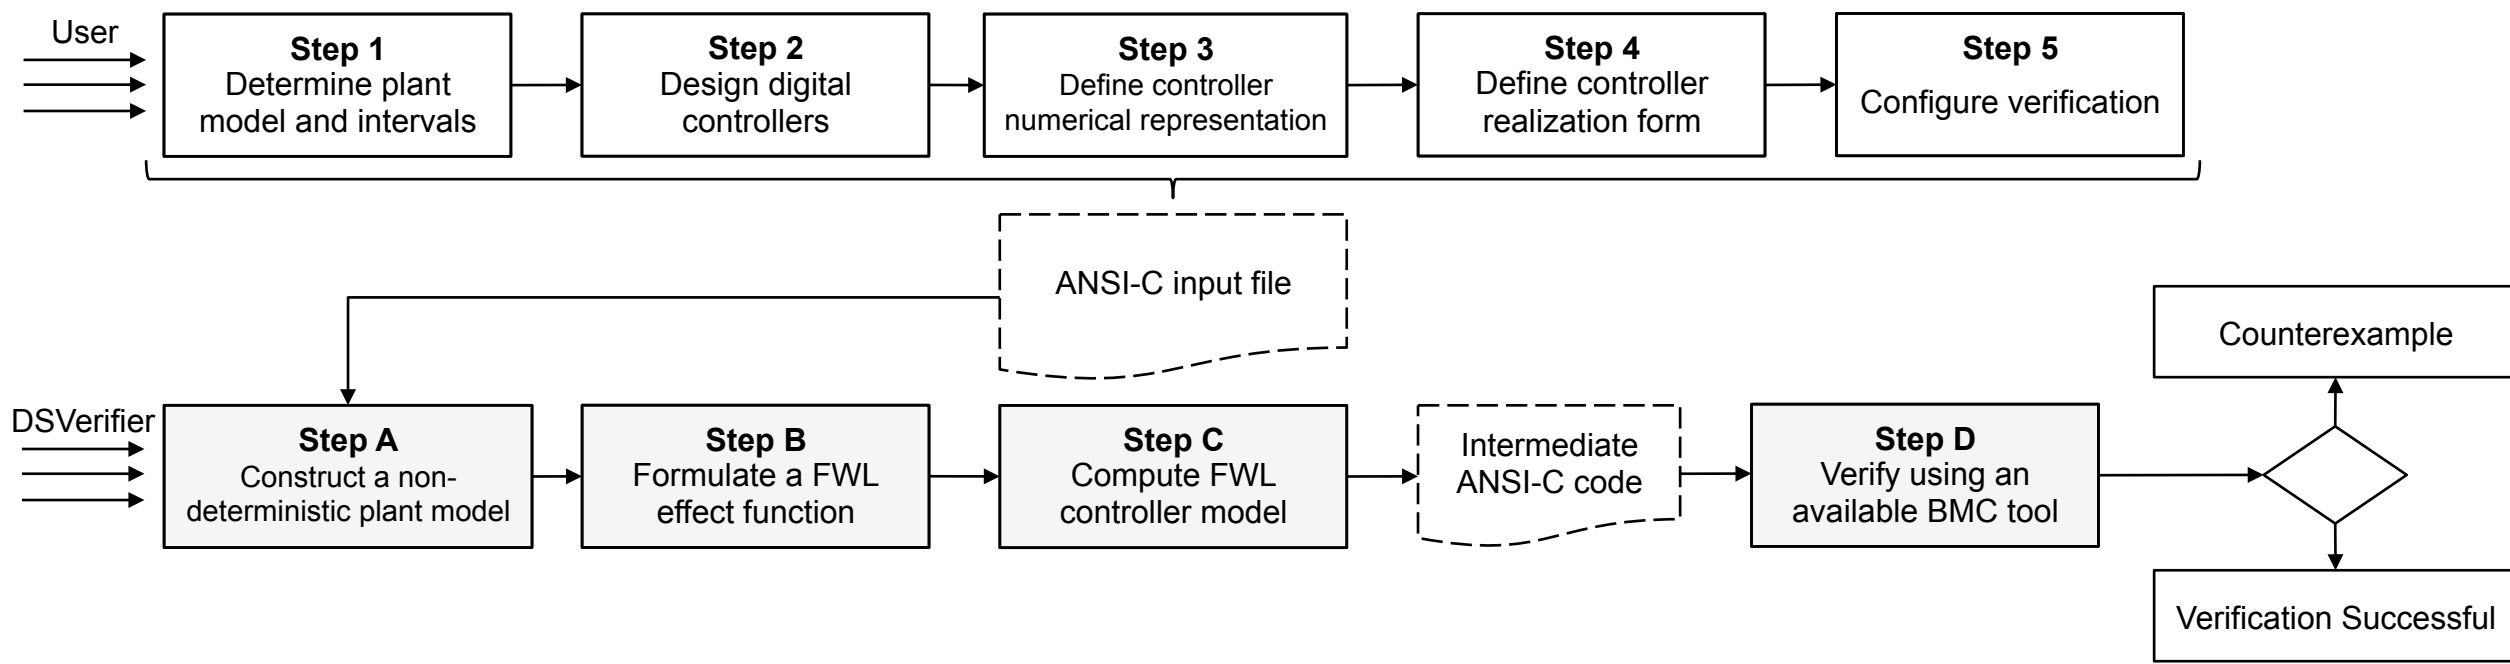 User
Step 1
Determine plant
model and intervals
Step 2
Design digital
controllers
Step 3
Define controller
numerical representation
Step 4
Define controller
realization form
Step 5
Configure verification
ANSI-C input file
DSVerifier
Step A
Construct a non-
deterministic plant model
Step B
Formulate a FWL
effect function
Step C
Compute FWL
controller model
Intermediate
ANSI-C code
Step D
Verify using an
available BMC tool
Counterexample
Verification Successful